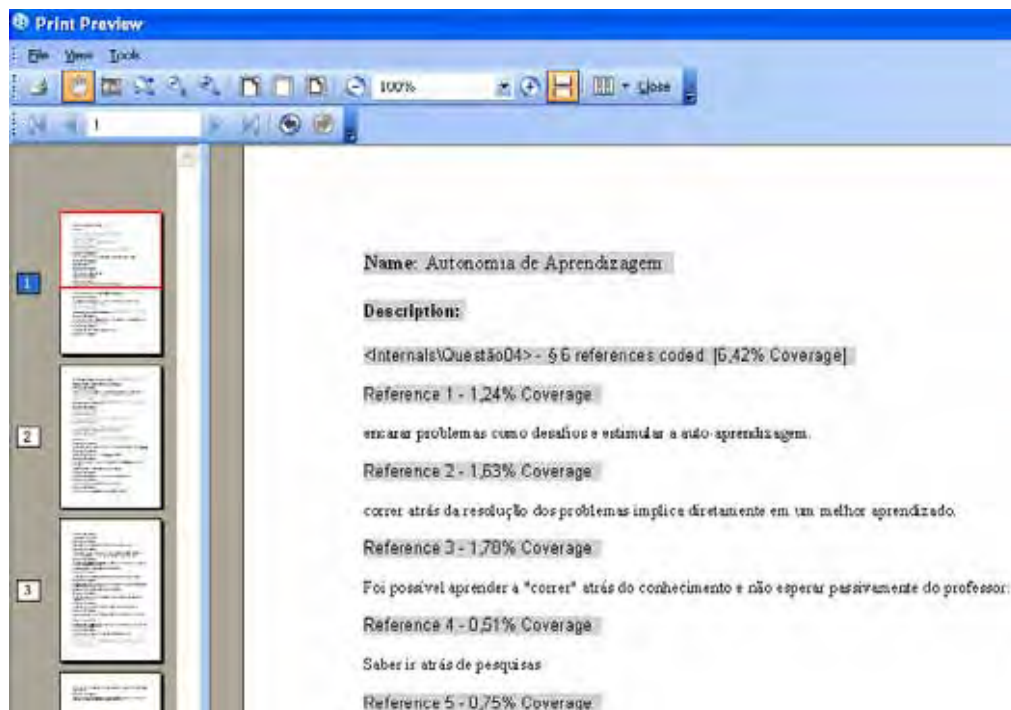 Print Preview
File View Tools
100% Close
1
Name: Autonomia de Aprendizagem
Description:
<Internals\Questão04> - § 6 references coded [6,42% Coverage]
Reference 1 - 1,24% Coverage
encarar problemas como desafios e estimular a auto-aprendizagem.
Reference 2 - 1,63% Coverage
correr atrás da resolução dos problemas implica diretamente em um melhor aprendizado.
Reference 3 - 1,78% Coverage
Foi possível aprender a "correr" atrás do conhecimento e não esperar passivamente do professor.
Reference 4 - 0,51% Coverage
Saber ir atrás de pesquisas
Reference 5 - 0,75% Coverage
1
2
3